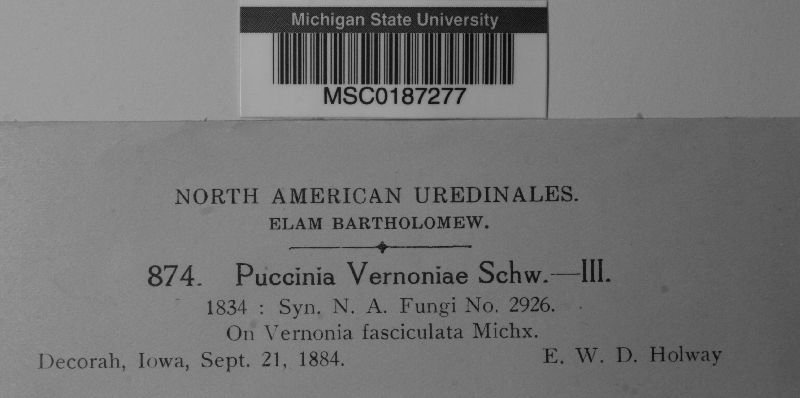 Michigan State University
MSC0187277
NORTH AMERICAN UREDINALES.
ELAM BARTHOLOMEW.
874. Puccinia Vernoniae Schw.—III.
1834 : Syn. N. A. Fungi No. 2926.
On Vernonia fasciculata Michx.
Decorah, Iowa, Sept. 21, 1884. E. W. D. Holway